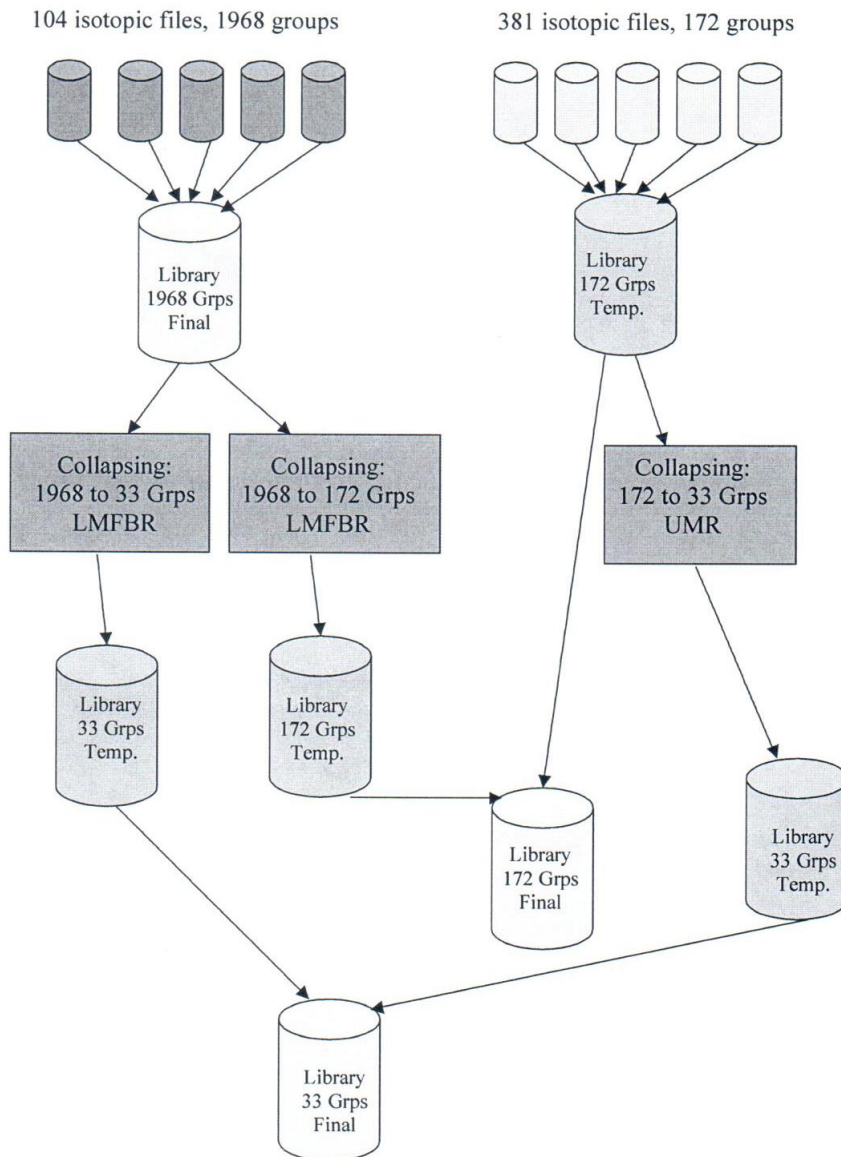 104 isotopic files, 1968 groups
381 isotopic files, 172 groups
Library
1968 Grps
Final
Library
172 Grps
Temp.
Collapsing:
1968 to 33 Grps
LMFBR
Collapsing:
1968 to 172 Grps
LMFBR
Collapsing:
172 to 33 Grps
UMR
Library
33 Grps
Temp.
Library
172 Grps
Temp.
Library
172 Grps
Final
Library
33 Grps
Temp.
Library
33 Grps
Final